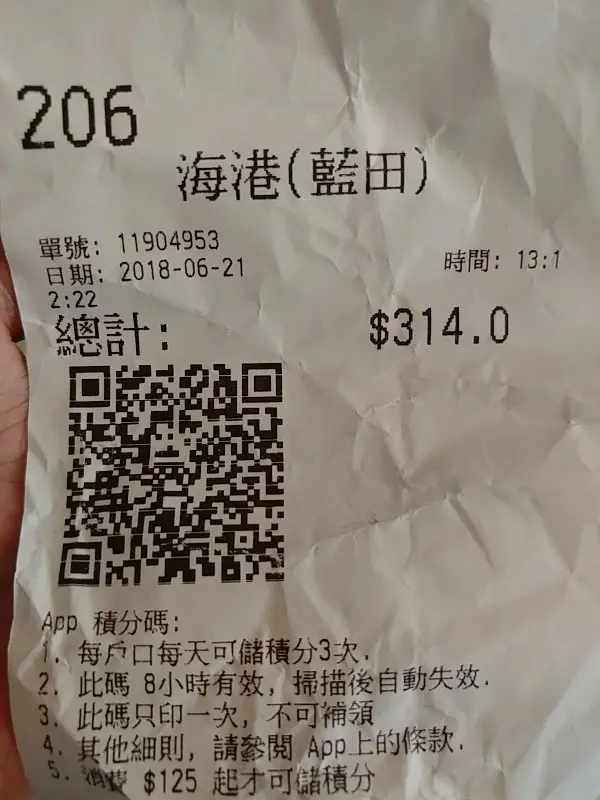 206
海港(藍田)
單號: 11904953
日期: 2018-06-21 時間: 13:1
2:22
總計: $314.0
App 積分碼:
1. 每戶口每天可儲積分3次.
2. 此碼 8小時有效, 掃描後自動失效.
3. 此碼只印一次, 不可補領
4. 其他細則, 請參閱 App上的條款.
5. 消費 $125 起才可儲積分